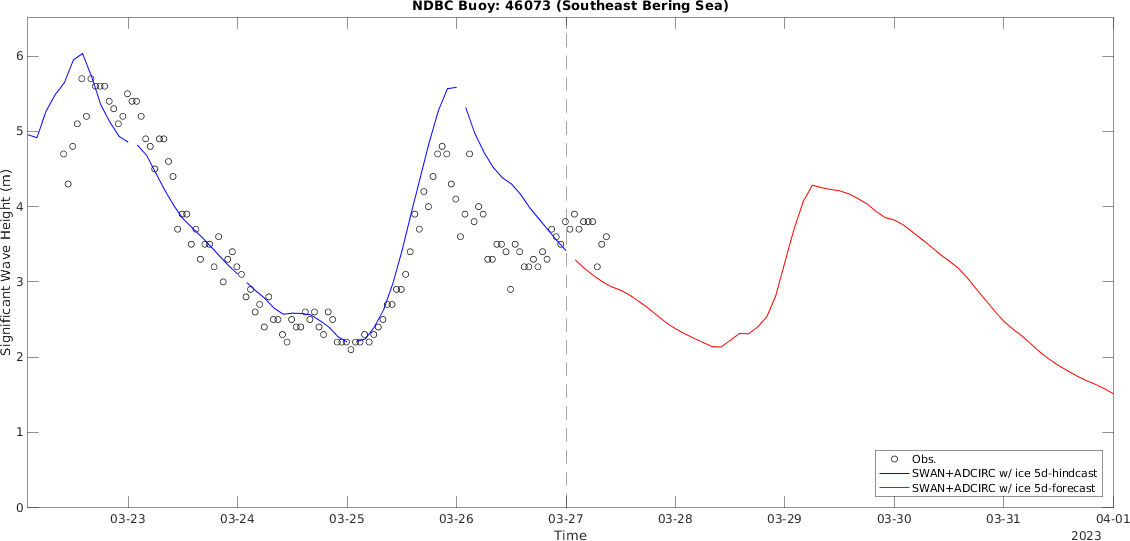 NDBC Buoy: 46073 (Southeast Bering Sea)
Significant Wave Height (m)
6
5
4
3
2
1
0
Obs.
SWAN+ADCIRC w/ ice 5d-hindcast
SWAN+ADCIRC w/ ice 5d-forecast
03-23 03-24 03-25 03-26 03-27 03-28 03-29 03-30 03-31 04-01
Time
2023